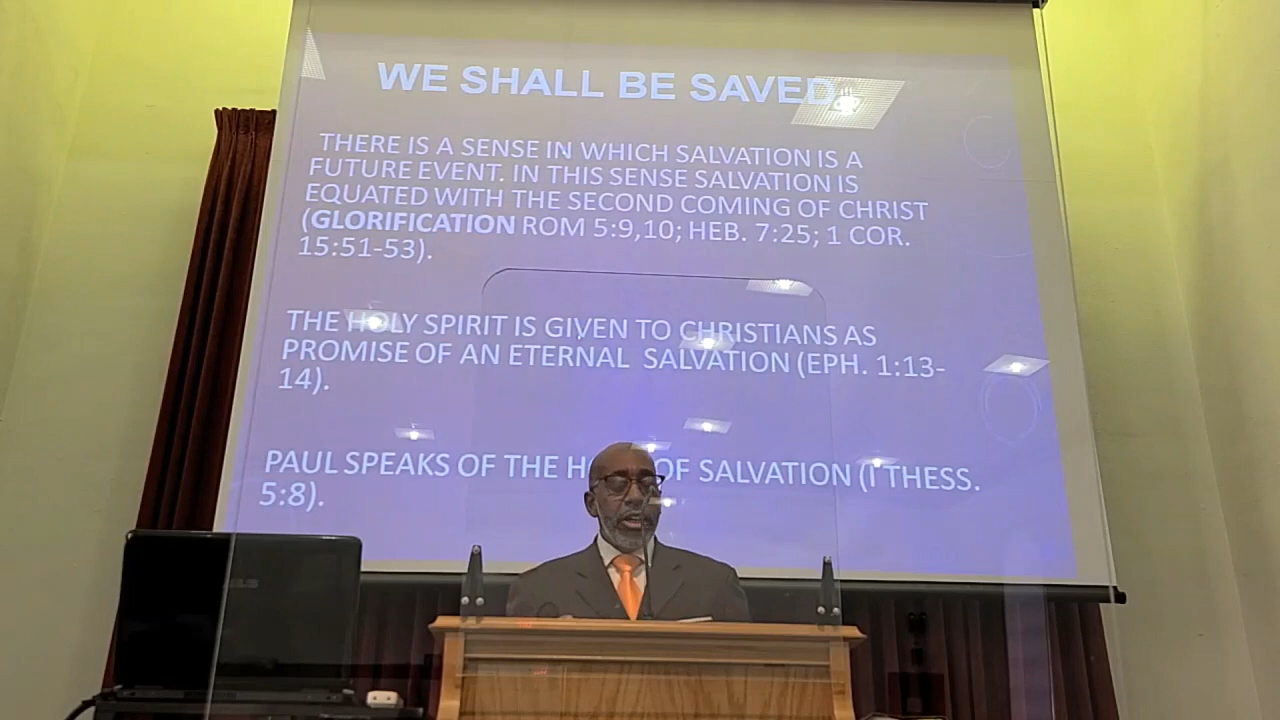 WE SHALL BE SAVED
THERE IS A SENSE IN WHICH SALVATION IS A
FUTURE EVENT. IN THIS SENSE SALVATION IS
EQUATED WITH THE SECOND COMING OF CHRIST
(GLORIFICATION ROM 5:9,10; HEB. 7:25; 1 COR.
15:51-53).
THE HOLY SPIRIT IS GIVEN TO CHRISTIANS AS
PROMISE OF AN ETERNAL SALVATION (EPH. 1:13-
14).
PAUL SPEAKS OF THE OF SALVATION (I THESS.
5:8).
ASUS